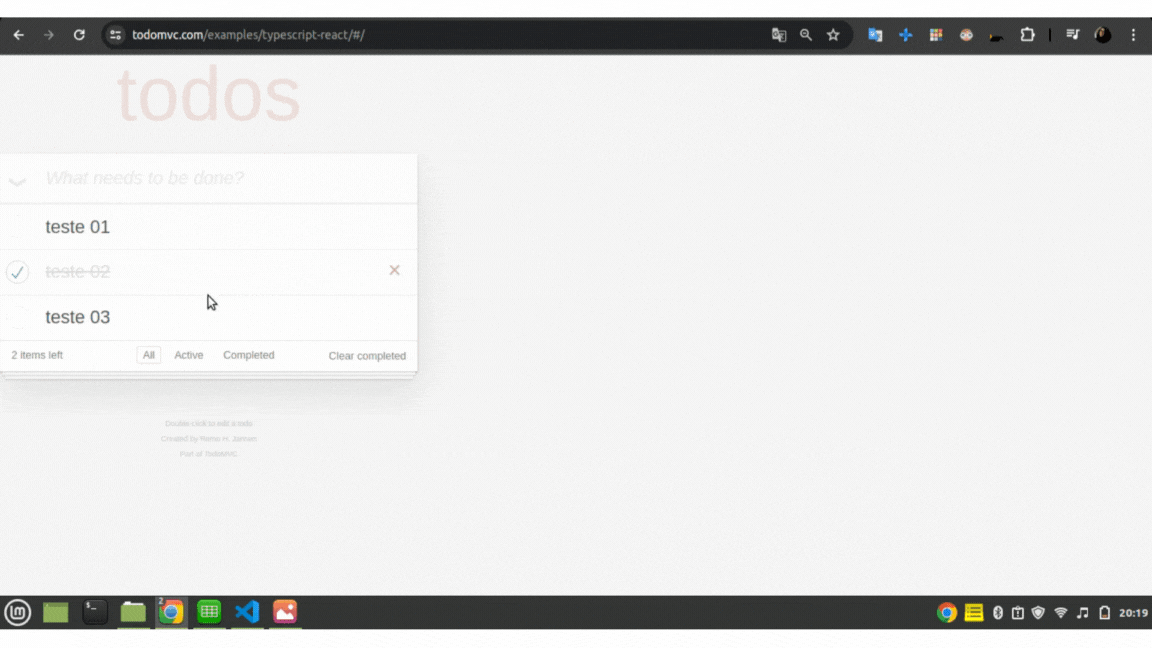 todomvc.com/examples/typescript-react/#/
todos
What needs to be done?
teste 01
teste 02
teste 03
2 items left All Active Completed Clear completed
Double-click to edit a todo
Created by Remo H. Jansen
Part of TodoMVC
2
20:19